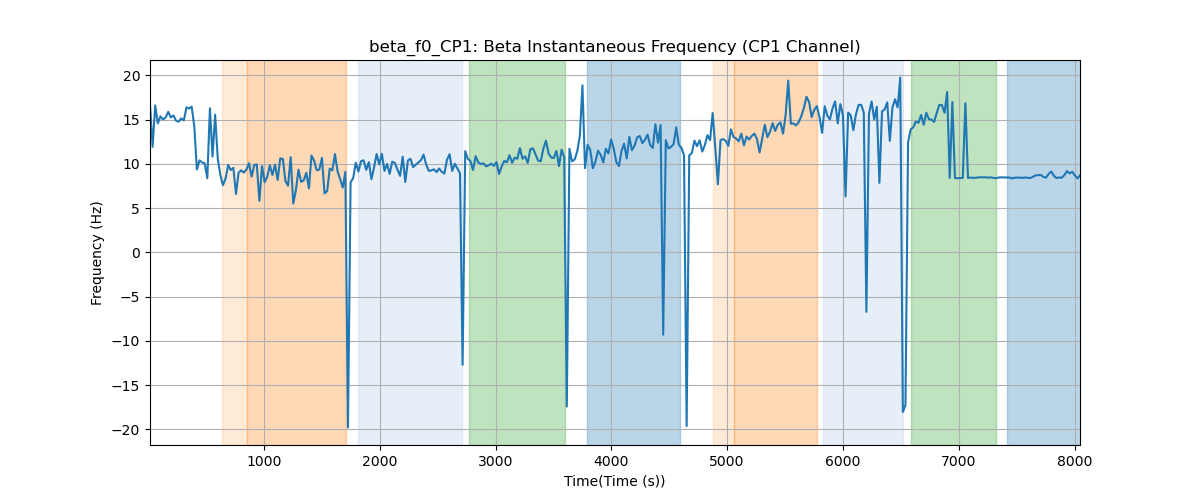 beta_f0_CP1: Beta Instantaneous Frequency (CP1 Channel)
Frequency (Hz)
20
15
10
5
0
−5
−10
−15
−20
1000 2000 3000 4000 5000 6000 7000 8000
Time(Time (s))